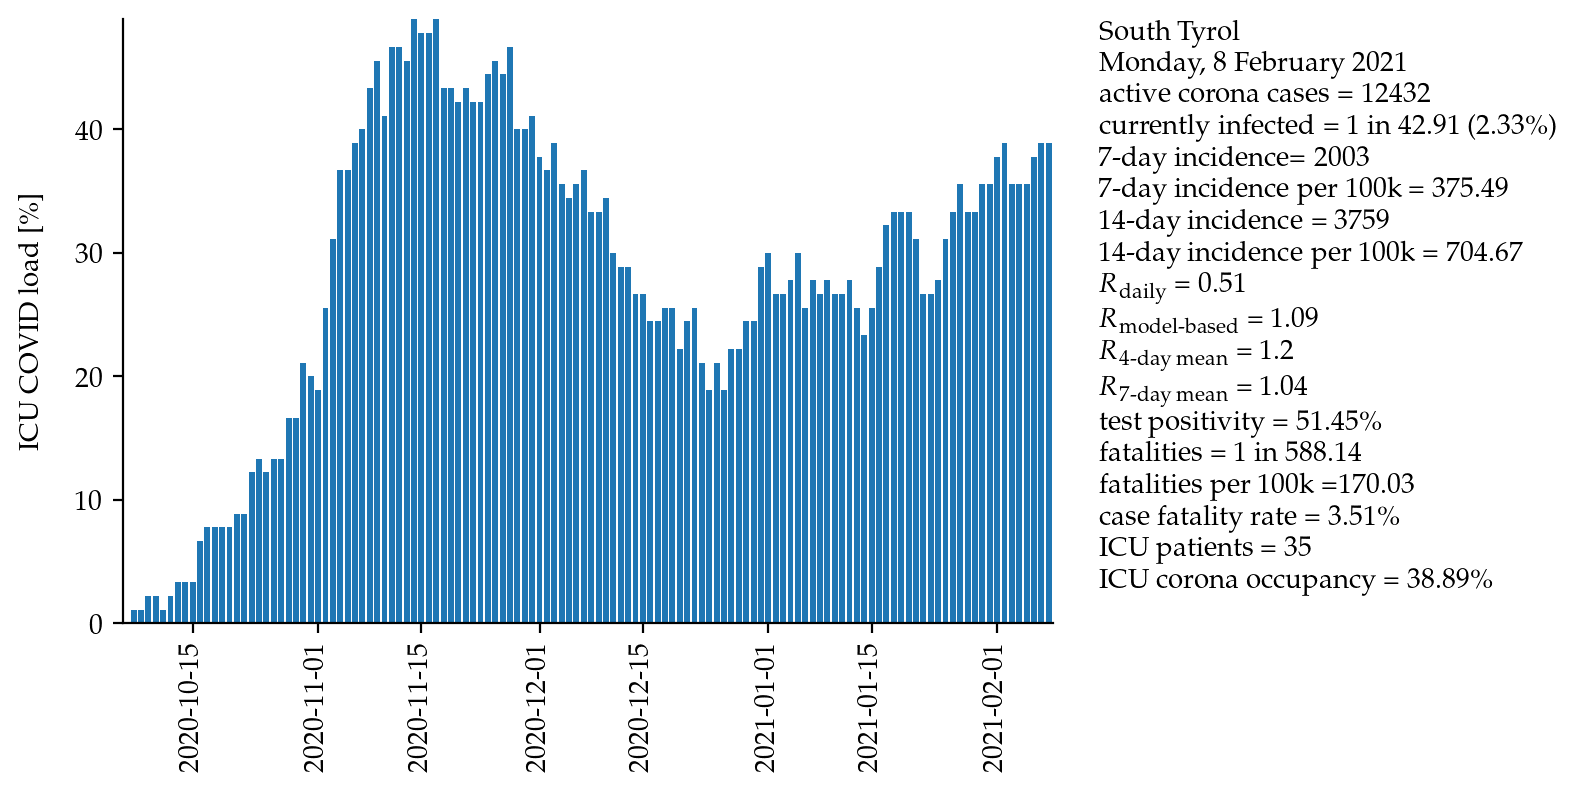 South Tyrol
Monday, 8 February 2021
active corona cases = 12432
currently infected = 1 in 42.91 (2.33%)
7-day incidence= 2003
7-day incidence per 100k = 375.49
14-day incidence = 3759
14-day incidence per 100k = 704.67
R_daily = 0.51
R_model-based = 1.09
R_4-day mean = 1.2
R_7-day mean = 1.04
test positivity = 51.45%
fatalities = 1 in 588.14
fatalities per 100k =170.03
case fatality rate = 3.51%
ICU patients = 35
ICU corona occupancy = 38.89%
ICU COVID load [%]
40
30
20
10
0
2020-10-15
2020-11-01
2020-11-15
2020-12-01
2020-12-15
2021-01-01
2021-01-15
2021-02-01